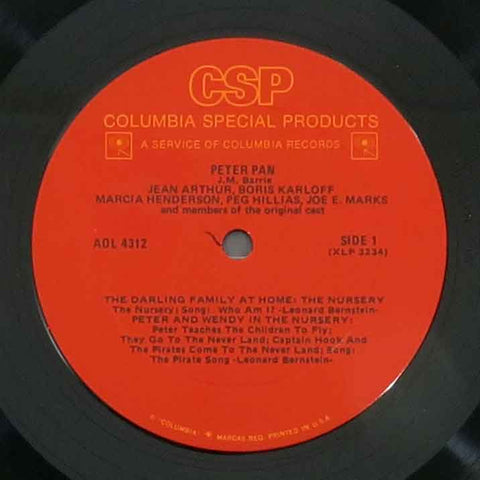 CSP
COLUMBIA SPECIAL PRODUCTS
A SERVICE OF COLUMBIA RECORDS
PETER PAN
J.M. Barrie
JEAN ARTHUR, BORIS KARLOFF
MARCIA HENDERSON, PEG HILLIAS, JOE E. MARKS
and members of the original cast
AOL 4312
SIDE 1
(XLP 3234)
THE DARLING FAMILY AT HOME: THE NURSERY
The Nursery; Song: Who Am I? -Leonard Bernstein-
PETER AND WENDY IN THE NURSERY:
Peter Teaches The Children To Fly;
They Go To The Never Land; Captain Hook And
The Pirates Come To The Never Land; Song:
The Pirate Song -Leonard Bernstein-
"COLUMBIA" MARCAS REG. PRINTED IN U.S.A.